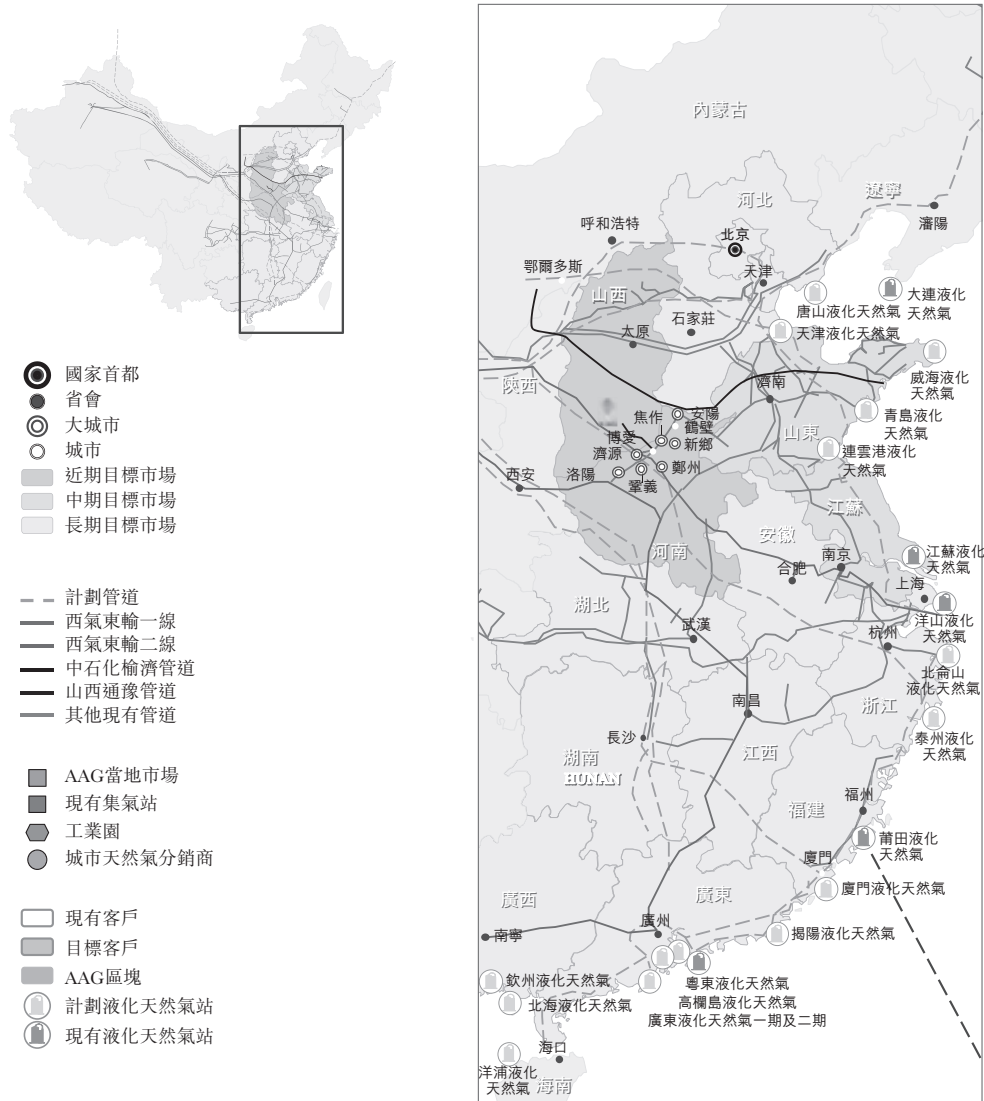 國家首都
省會
大城市
城市
近期目標市場
中期目標市場
長期目標市場
計劃管道
西氣東輸一線
西氣東輸二線
中石化榆濟管道
山西通豫管道
其他現有管道
AAG當地市場
現有集氣站
工業園
城市天然氣分銷商
現有客戶
目標客戶
AAG區塊
計劃液化天然氣站
現有液化天然氣站
內蒙古
遼寧
河北
瀋陽
呼和浩特
北京
鄂爾多斯
天津
山西
大連液化
天然氣
唐山液化天然氣
石家莊
太原
天津液化天然氣
陝西
濟南
威海液化
天然氣
焦作
安陽
鶴壁
青島液化
天然氣
博愛
新鄉
山東
濟源
連雲港液化
天然氣
西安
洛陽
鄭州
鞏義
江蘇
安徽
河南
南京
江蘇液化
天然氣
合肥
上海
湖北
武漢
洋山液化
天然氣
杭州
北侖山
液化天然氣
南昌
浙江
長沙
泰州液化
天然氣
湖南
HUNAN
江西
福州
福建
莆田液化
天然氣
廈門
廈門液化天然氣
廣西
廣東
廣州
南寧
揭陽液化天然氣
欽州液化天然氣
粵東液化天然氣
北海液化天然氣
高欄島液化天然氣
廣東液化天然氣一期及二期
海口
洋浦液化
天然氣
海南